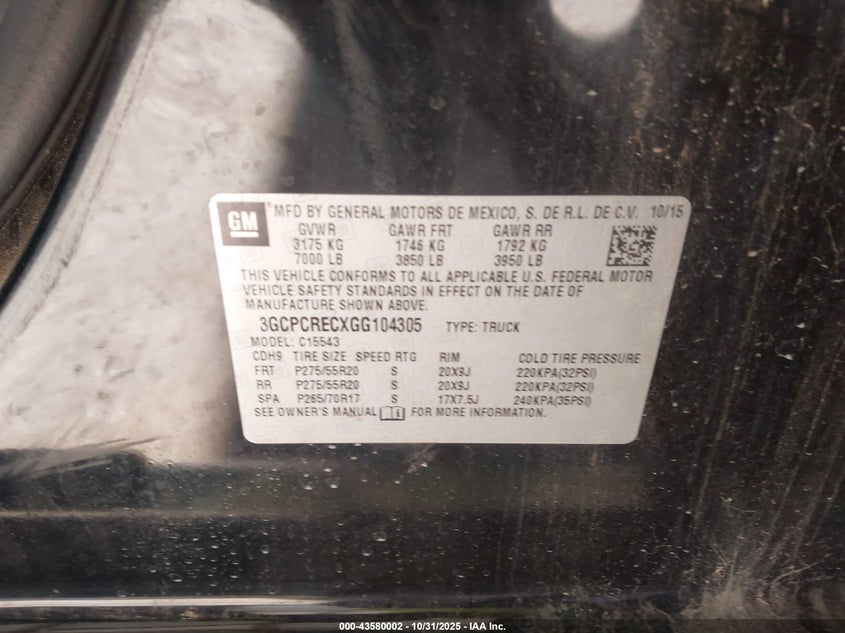 GM ® MFD BY GENERAL MOTORS DE MEXICO, S. DE R.L. DE C.V. 10/15
GVWR GAWR FRT GAWR RR
3175 KG 1746 KG 1792 KG
7000 LB 3850 LB 3950 LB
THIS VEHICLE CONFORMS TO ALL APPLICABLE U.S. FEDERAL MOTOR
VEHICLE SAFETY STANDARDS IN EFFECT ON THE DATE OF
MANUFACTURE SHOWN ABOVE.
3GCPCRECXGG104305 TYPE: TRUCK
MODEL: C15543
CDH9 TIRE SIZE SPEED RTG RIM COLD TIRE PRESSURE
FRT P275/55R20 S 20X9J 220KPA(32PSI)
RR P275/55R20 S 20X9J 220KPA(32PSI)
SPA P265/70R17 S 17X7.5J 240KPA(35PSI)
SEE OWNER'S MANUAL FOR MORE INFORMATION.
000-43580002 - 10/31/2025 - IAA Inc.